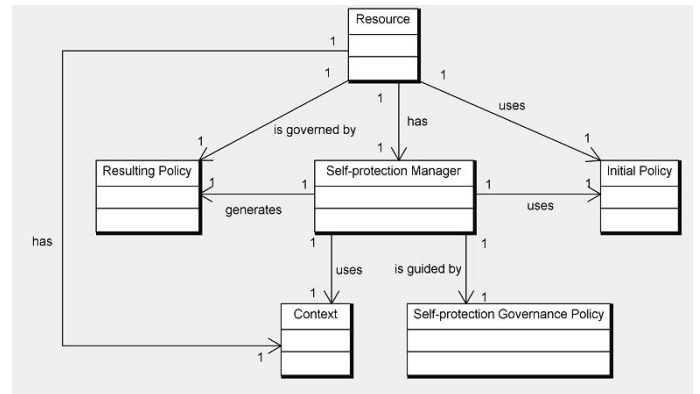 Resource
1
1
1
1
is governed by
has
uses
1
1
1
Resulting Policy
Self-protection Manager
Initial Policy
1
1
1
1
generates
uses
has
1
1
uses
is guided by
1
1
Context
Self-protection Governance Policy
1